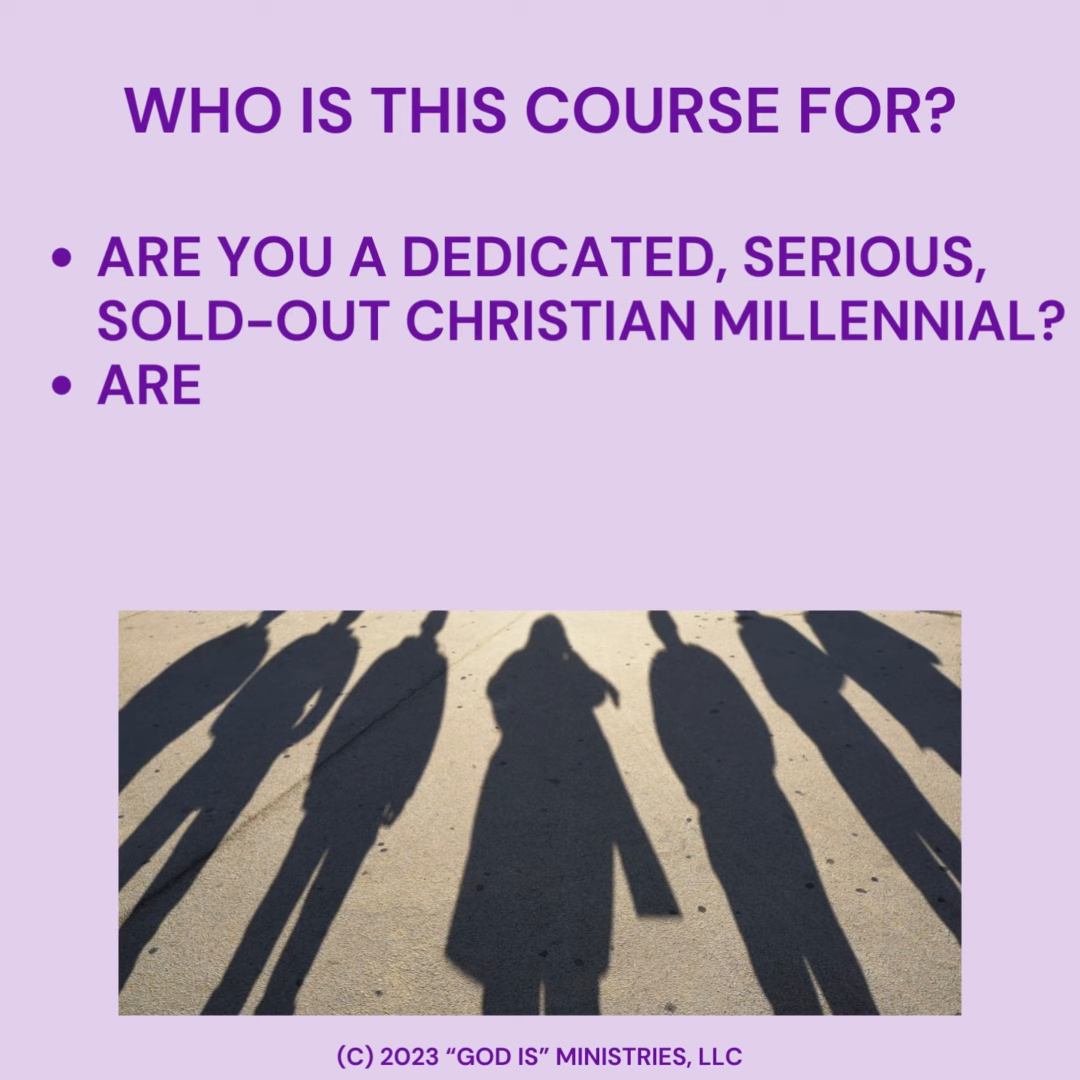 WHO IS THIS COURSE FOR?
• ARE YOU A DEDICATED, SERIOUS,
SOLD-OUT CHRISTIAN MILLENNIAL?
• ARE
(C) 2023 “GOD IS” MINISTRIES, LLC